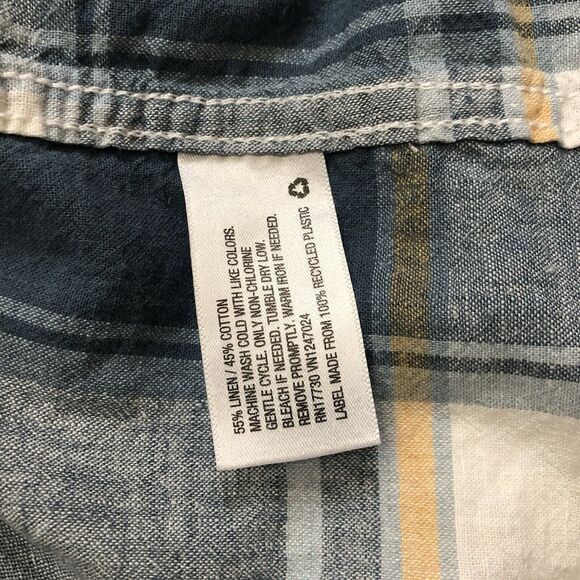 55% LINEN / 45% COTTON
MACHINE WASH COLD WITH LIKE COLORS.
GENTLE CYCLE. ONLY NON-CHLORINE
BLEACH IF NEEDED. TUMBLE DRY LOW.
REMOVE PROMPTLY. WARM IRON IF NEEDED.
RN17730 VN1247024
LABEL MADE FROM 100% RECYCLED PLASTIC